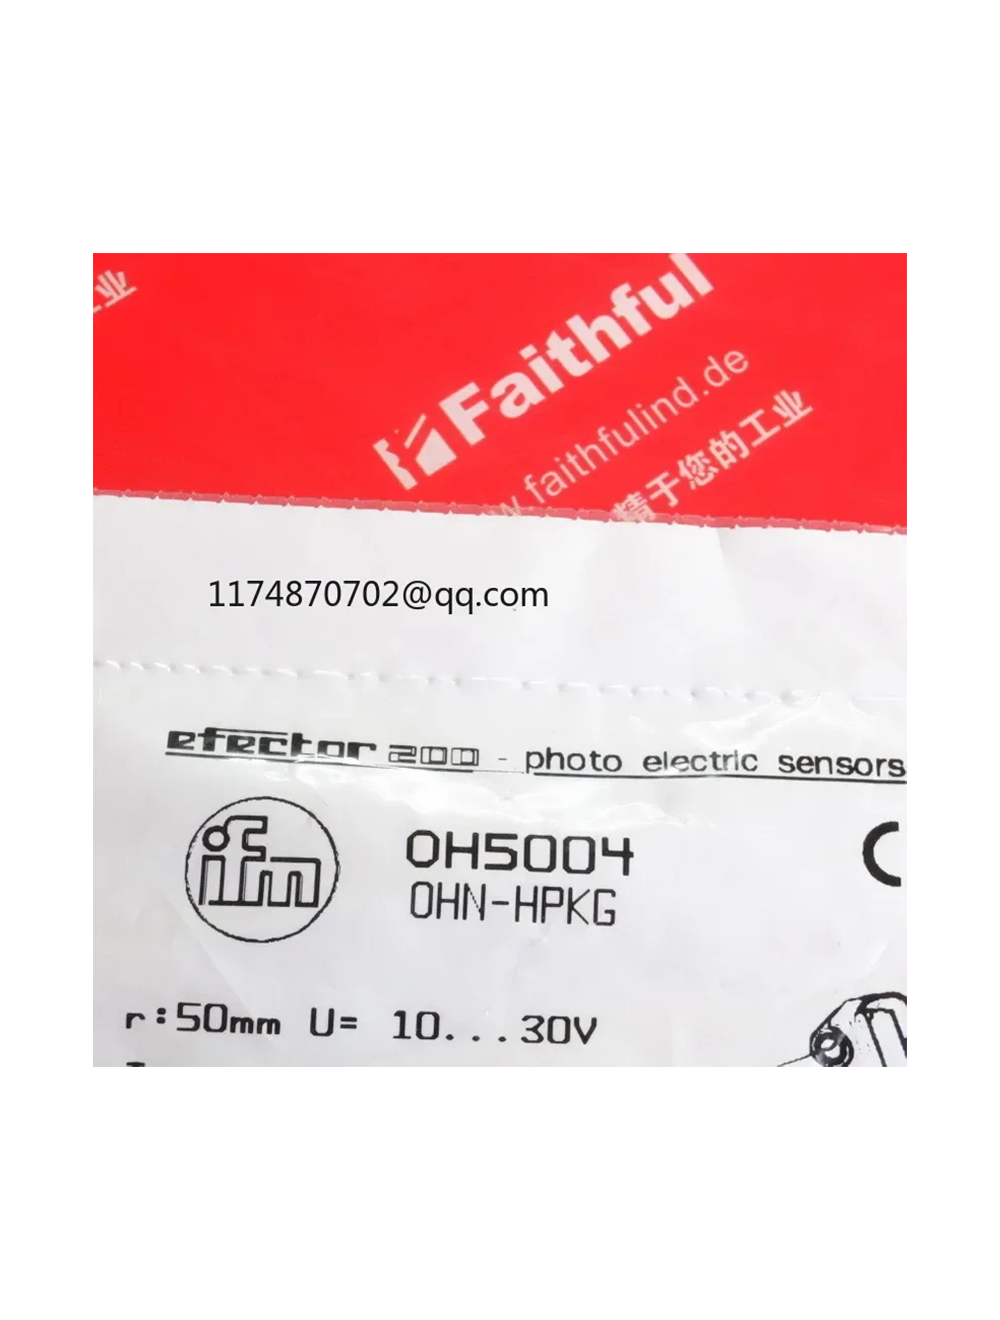 业
Faithful
w.faithfulind.de
精于您的工业
1174870702@qq.com
efector 200 - photo electric sensors
ifm
OH5004
OHN-HPKG
r:50mm U= 10...30V